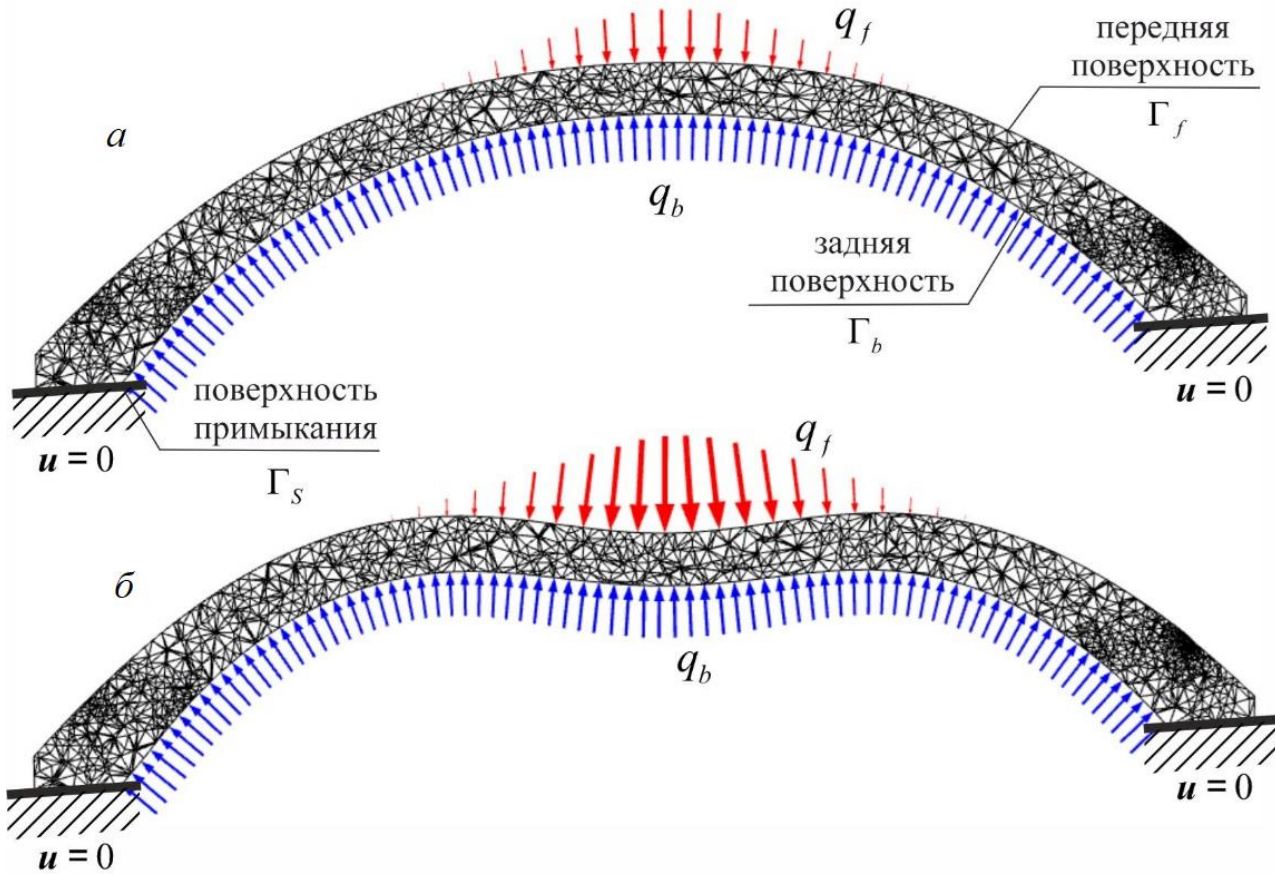 q_f
передняя
поверхность
Γ_f
а
q_b
задняя
поверхность
Γ_b
u = 0
поверхность
примыкания
Γ_S
u = 0
q_f
б
q_b
u = 0
u = 0